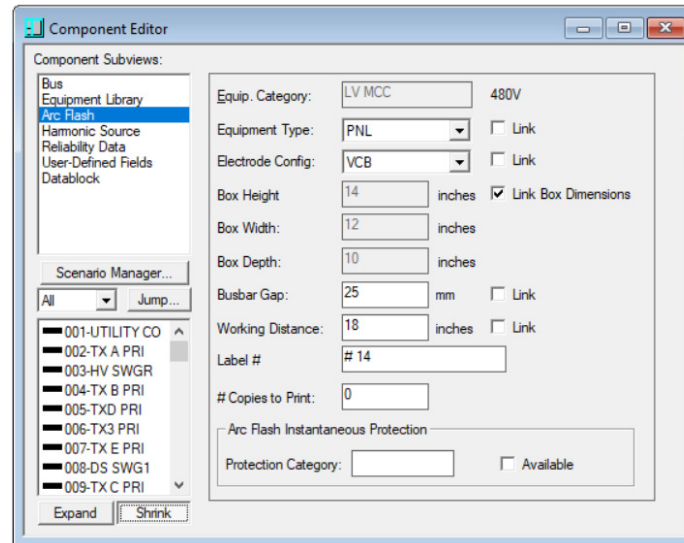 Component Editor
Component Subviews:
Bus
Equipment Library
Arc Flash
Harmonic Source
Reliability Data
User-Defined Fields
Datablock
Scenario Manager...
All
Jump...
001-UTILITY CO
002-TX A PRI
003-HV SWGR
004-TX B PRI
005-TXD PRI
006-TX3 PRI
007-TX E PRI
008-DS SWG1
009-TX C PRI
Expand
Shrink
Equip. Category: LV MCC 480V
Equipment Type: PNL Link
Electrode Config: VCB Link
Box Height 14 inches Link Box Dimensions
Box Width: 12 inches
Box Depth: 10 inches
Busbar Gap: 25 mm Link
Working Distance: 18 inches Link
Label # # 14
# Copies to Print: 0
Arc Flash Instantaneous Protection
Protection Category: Available